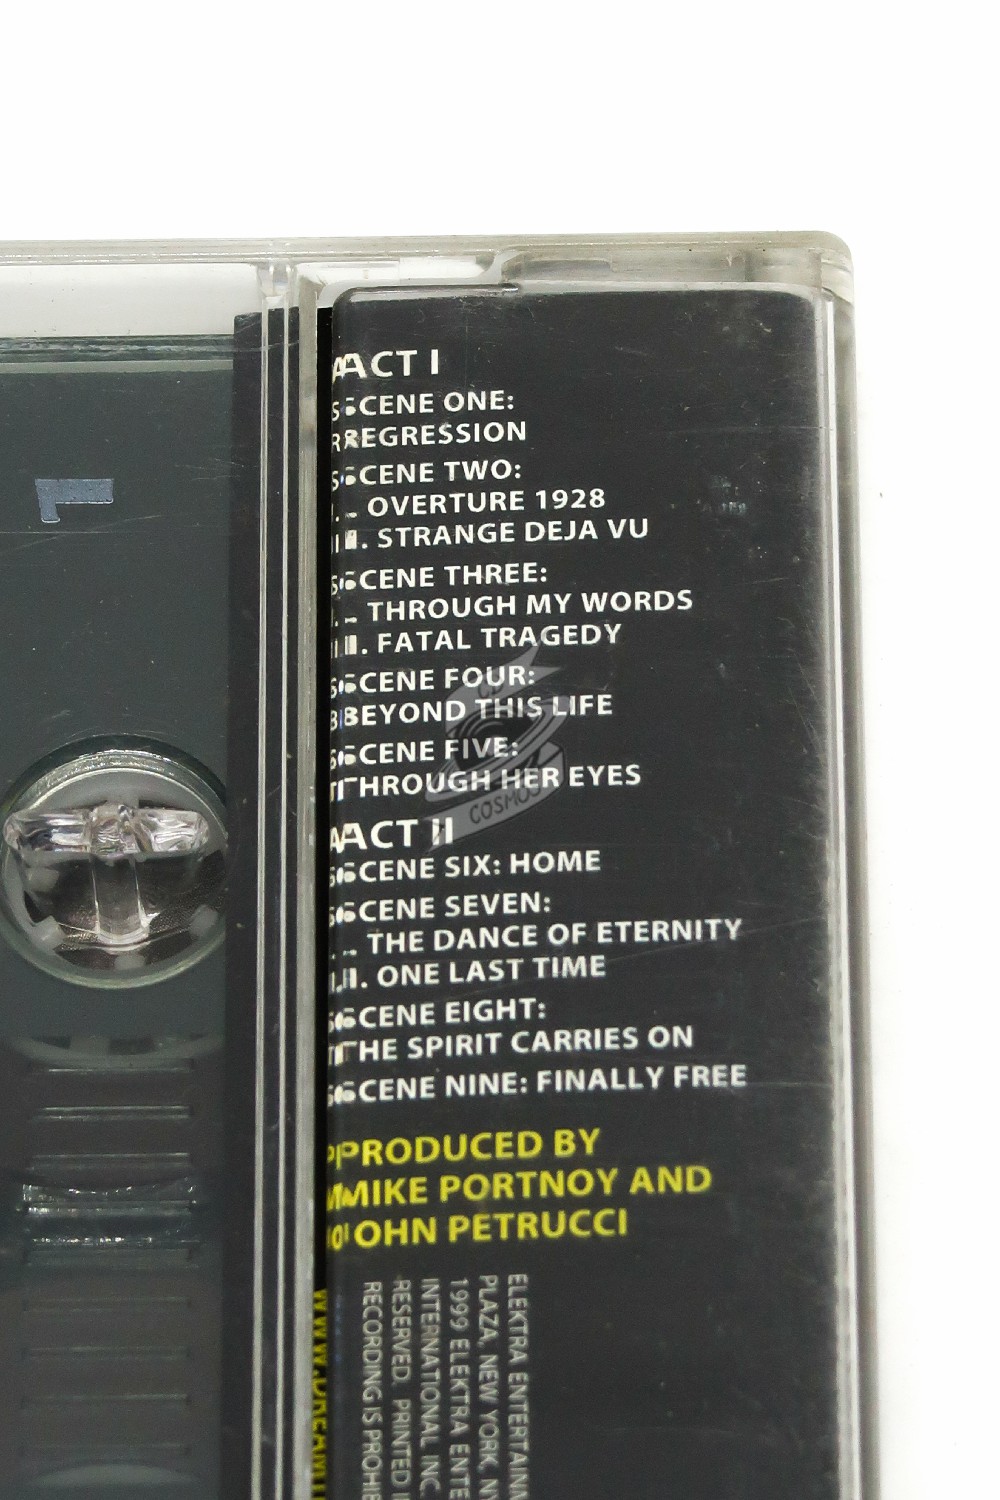 ACT I
SCENE ONE:
REGRESSION
SCENE TWO:
I. OVERTURE 1928
II. STRANGE DEJA VU
SCENE THREE:
I. THROUGH MY WORDS
II. FATAL TRAGEDY
SCENE FOUR:
BEYOND THIS LIFE
SCENE FIVE:
THROUGH HER EYES
ACT II
SCENE SIX: HOME
SCENE SEVEN:
I. THE DANCE OF ETERNITY
II. ONE LAST TIME
SCENE EIGHT:
THE SPIRIT CARRIES ON
SCENE NINE: FINALLY FREE
PRODUCED BY
MIKE PORTNOY AND
JOHN PETRUCCI
ELEKTRA ENTERTAINM
PLAZA, NEW YORK, NY
1999 ELEKTRA ENTE
INTERNATIONAL INC.
RESERVED. PRINTED I
RECORDING IS PROHIB
CD
COSMOS
L